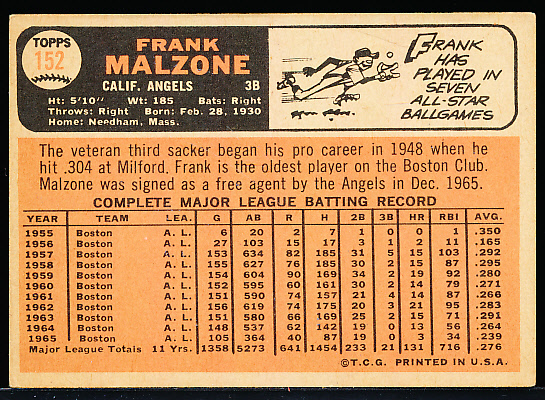 TOPPS
152
FRANK
MALZONE
CALIF. ANGELS 3B
Ht: 5'10" Wt: 185 Bats: Right
Throws: Right Born: Feb. 28, 1930
Home: Needham, Mass.
FRANK
HAS
PLAYED IN
SEVEN
ALL-STAR
BALLGAMES
The veteran third sacker began his pro career in 1948 when he
hit .304 at Milford. Frank is the oldest player on the Boston Club.
Malzone was signed as a free agent by the Angels in Dec. 1965.
COMPLETE MAJOR LEAGUE BATTING RECORD
YEAR TEAM LEA. G AB R H 2B 3B HR RBI AVG.
1955 Boston A. L. 6 20 2 7 1 0 0 1 .350
1956 Boston A. L. 27 103 15 17 3 1 2 11 .165
1957 Boston A. L. 153 634 82 185 31 5 15 103 .292
1958 Boston A. L. 155 627 76 185 30 2 15 87 .295
1959 Boston A. L. 154 604 90 169 34 2 19 92 .280
1960 Boston A. L. 152 595 60 161 30 2 14 79 .271
1961 Boston A. L. 151 590 74 157 21 4 14 87 .266
1962 Boston A. L. 156 619 74 175 20 3 21 95 .283
1963 Boston A. L. 151 580 66 169 25 2 15 71 .291
1964 Boston A. L. 148 537 62 142 19 0 13 56 .264
1965 Boston A. L. 105 364 40 87 19 0 3 34 .239
Major League Totals 11 Yrs. 1358 5273 641 1454 233 21 131 716 .276
©T.C.G. PRINTED IN U.S.A.